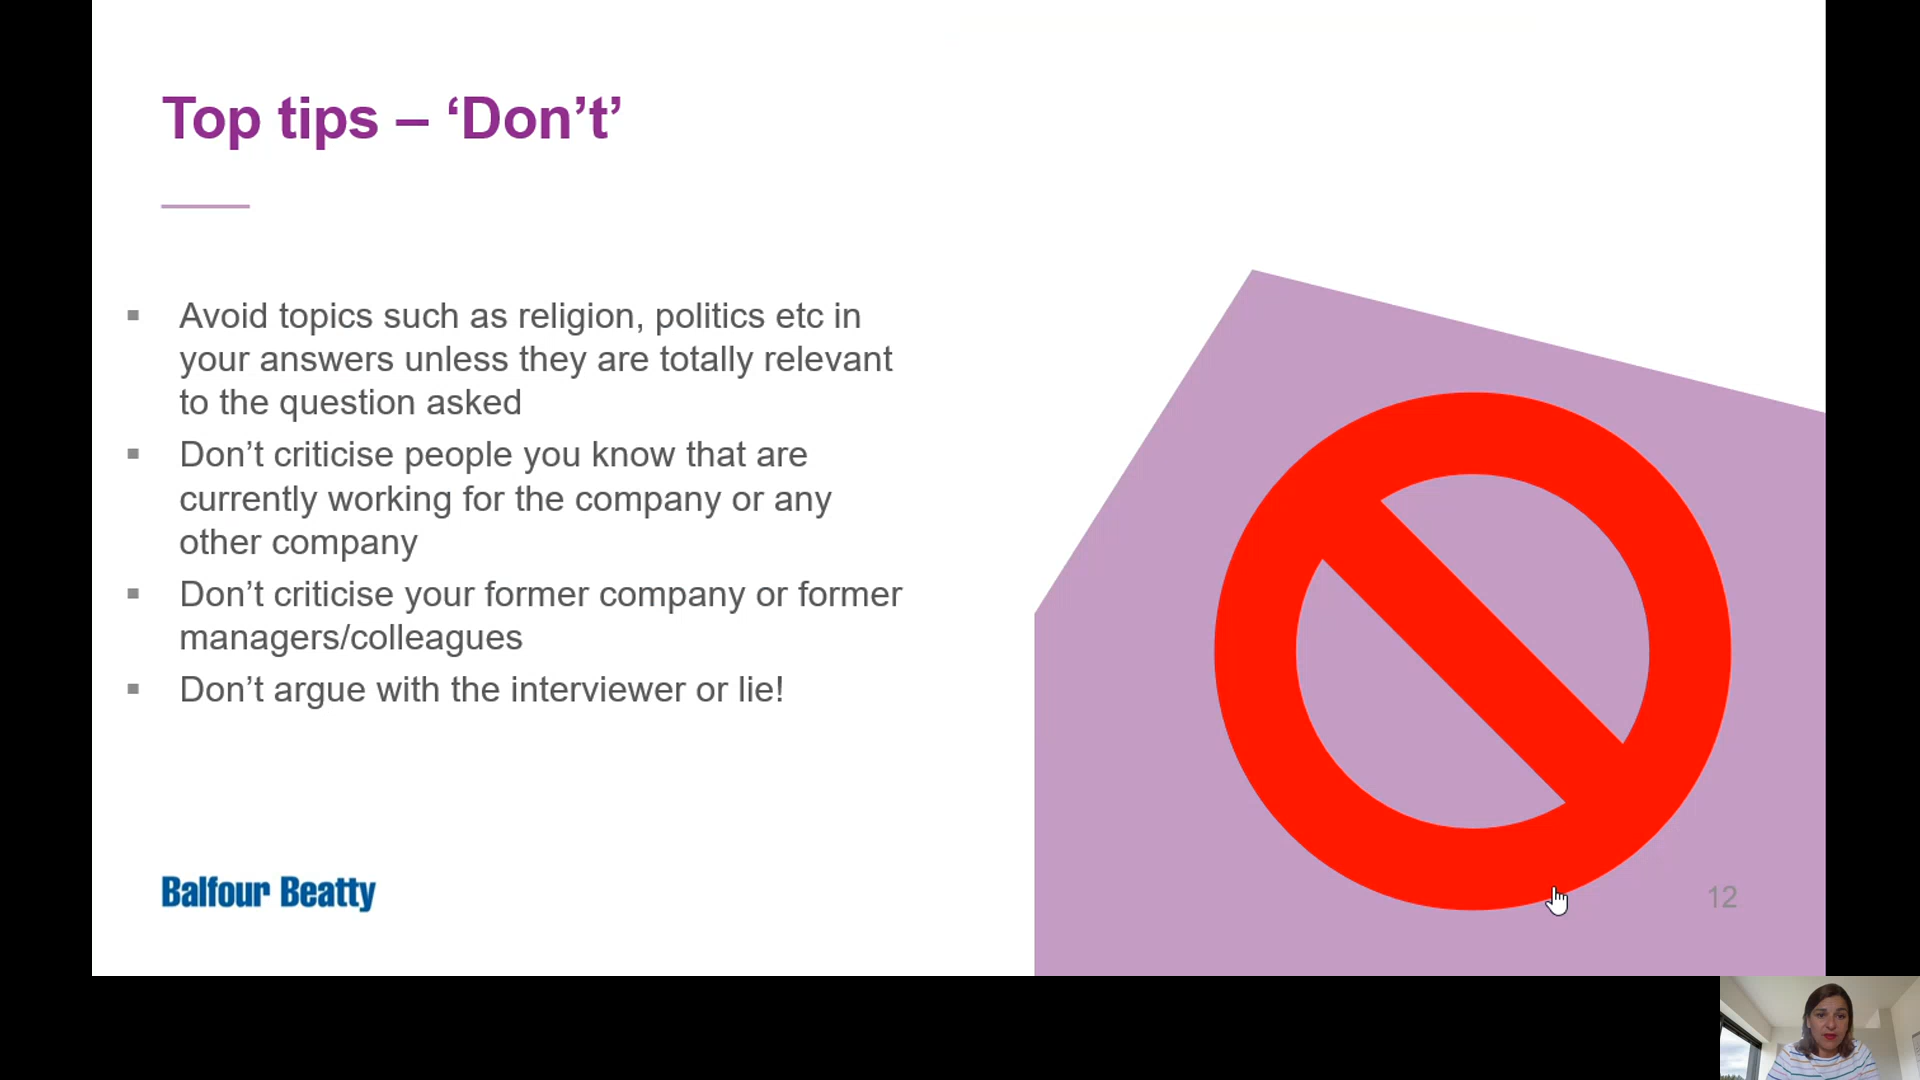 Top tips – ‘Don’t’
▪ Avoid topics such as religion, politics etc in
your answers unless they are totally relevant
to the question asked
▪ Don’t criticise people you know that are
currently working for the company or any
other company
▪ Don’t criticise your former company or former
managers/colleagues
▪ Don’t argue with the interviewer or lie!
Balfour Beatty
12